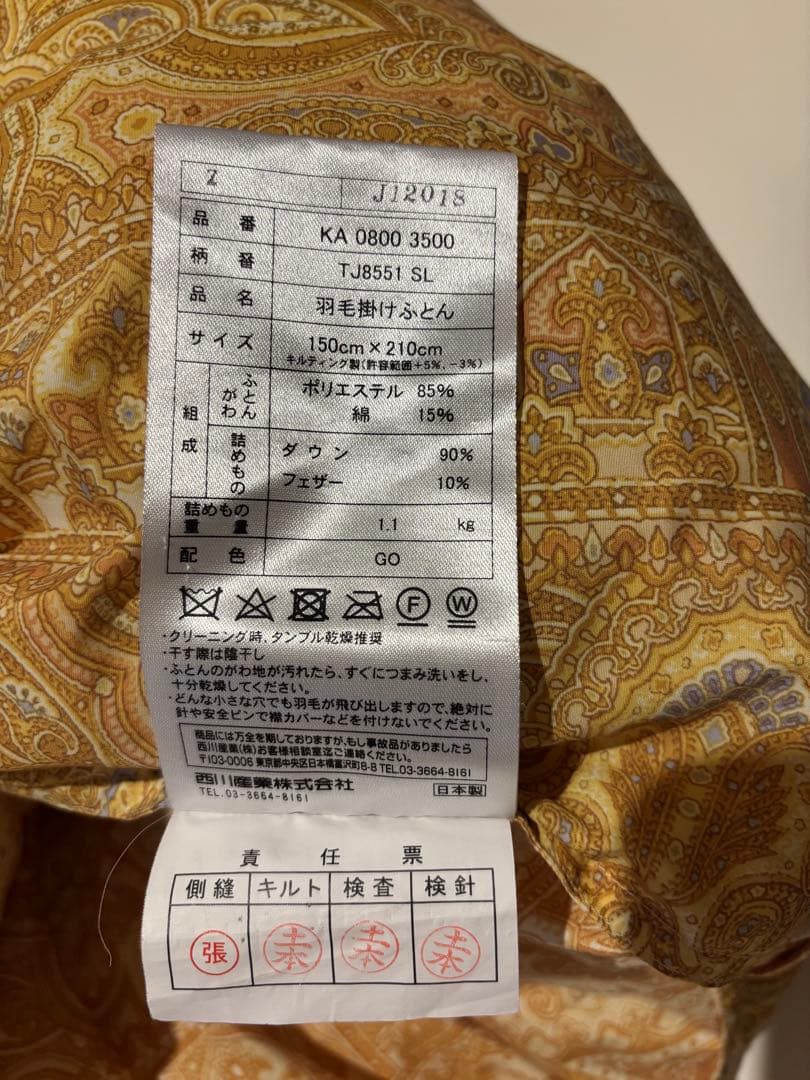 Z J12018
品番 KA 0800 3500
柄番 TJ8551 SL
品名 羽毛掛けふとん
サイズ 150cm×210cm
キルティング製(許容範囲+5%, -3%)
組成 ふとんがわ ポリエステル 85%
綿 15%
詰めもの ダウン 90%
フェザー 10%
詰めもの重量 1.1 kg
配色 GO
F W
・クリーニング時、タンブル乾燥推奨
・干す際は陰干し
・ふとんのがわ地が汚れたら、すぐにつまみ洗いをし、
十分乾燥してください。
・どんな小さな穴でも羽毛が飛び出しますので、絶対に
針や安全ピンで襟カバーなどを付けないでください。
商品には万全を期しておりますが、もし事故品がありましたら
西川産業(株)お客様相談室迄ご連絡ください。
〒103-0006 東京都中央区日本橋富沢町8-8 TEL.03-3664-8161
西川産業株式会社
TEL.03-3664-8161 日本製
責任票
側縫 キルト 検査 検針
張